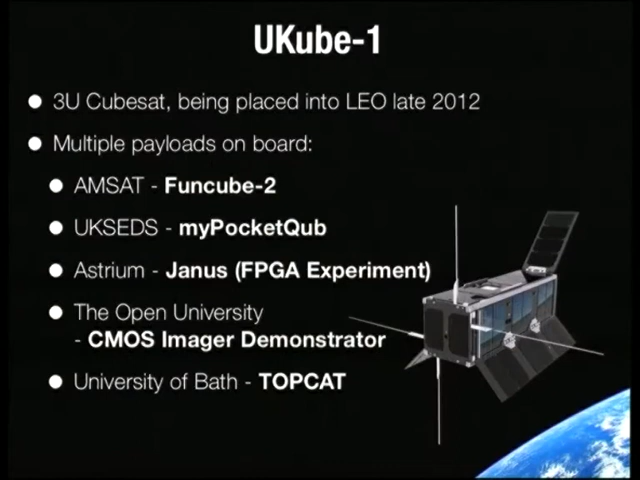 UKube-1
3U Cubesat, being placed into LEO late 2012
Multiple payloads on board:
AMSAT - Funcube-2
UKSEDS - myPocketQub
Astrium - Janus (FPGA Experiment)
The Open University
- CMOS Imager Demonstrator
University of Bath - TOPCAT